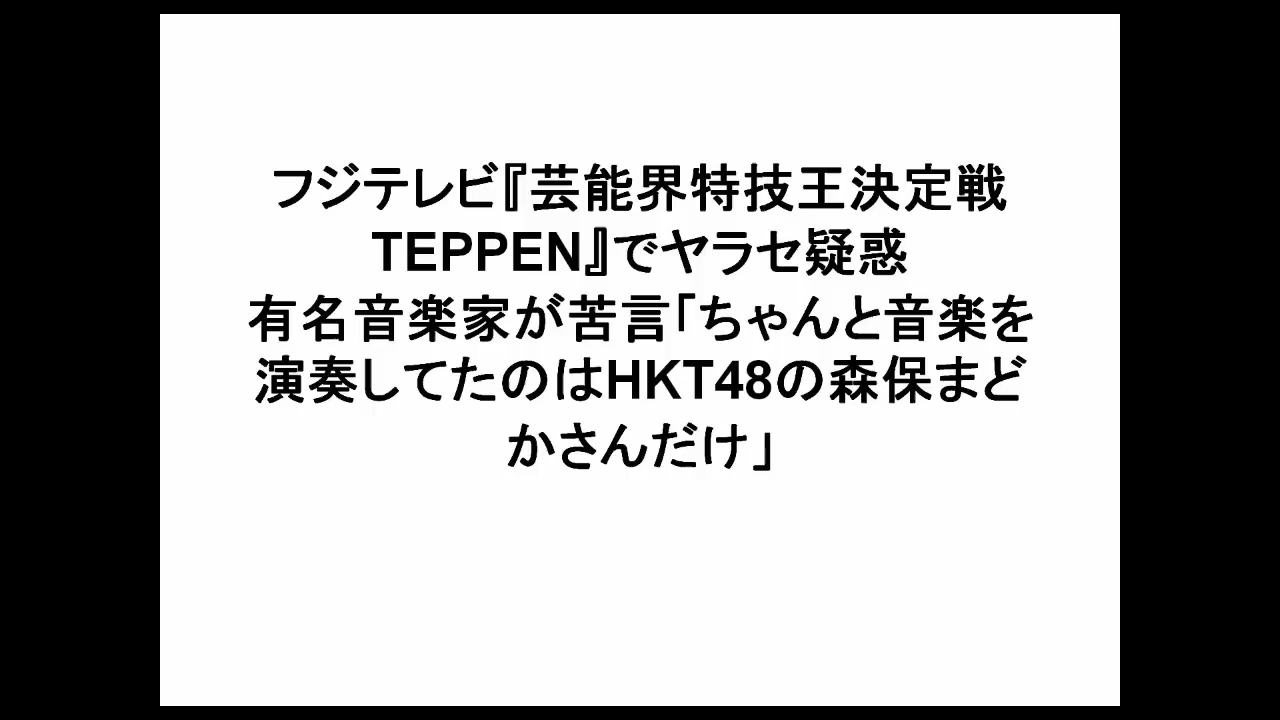 フジテレビ『芸能界特技王決定戦
TEPPEN』でヤラセ疑惑
有名音楽家が苦言「ちゃんと音楽を
演奏してたのはHKT48の森保まど
かさんだけ」